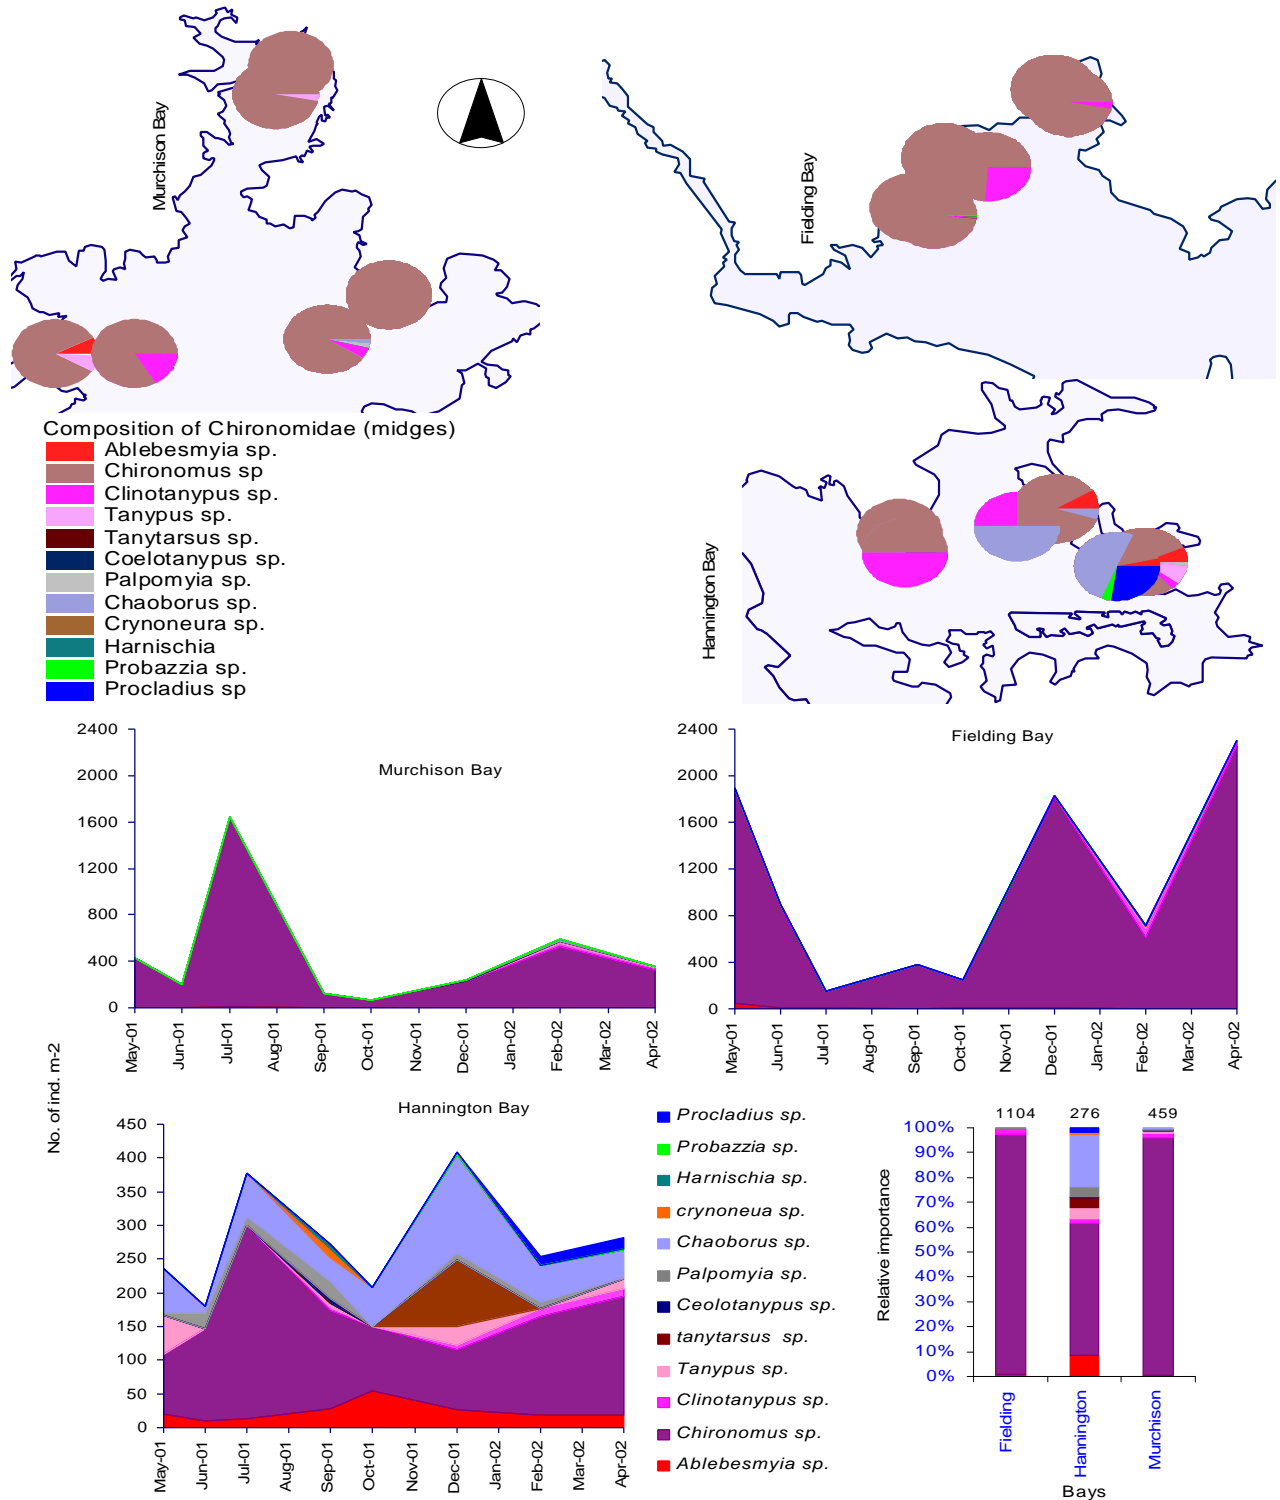 Murchison Bay
Fielding Bay
Hannington Bay
Composition of Chironomidae (midges)
Ablebesmyia sp.
Chironomus sp
Clinotanypus sp.
Tanypus sp.
Tanytarsus sp.
Coelotanypus sp.
Palpomyia sp.
Chaoborus sp.
Crynoneura sp.
Harnischia
Probazzia sp.
Procladius sp
Murchison Bay
2400
2000
1600
1200
800
400
0
May-01
Jun-01
Jul-01
Aug-01
Sep-01
Oct-01
Nov-01
Dec-01
Jan-02
Feb-02
Mar-02
Apr-02
Fielding Bay
2400
2000
1600
1200
800
400
0
May-01
Jun-01
Jul-01
Aug-01
Sep-01
Oct-01
Nov-01
Dec-01
Jan-02
Feb-02
Mar-02
Apr-02
No. of ind. m-2
Hannington Bay
450
400
350
300
250
200
150
100
50
0
May-01
Jun-01
Jul-01
Aug-01
Sep-01
Oct-01
Nov-01
Dec-01
Jan-02
Feb-02
Mar-02
Apr-02
Procladius sp.
Probazzia sp.
Harnischia sp.
crynoneua sp.
Chaoborus sp.
Palpomyia sp.
Ceolotanypus sp.
tanytarsus sp.
Tanypus sp.
Clinotanypus sp.
Chironomus sp.
Ablebesmyia sp.
1104 276 459
Relative importance
100%
90%
80%
70%
60%
50%
40%
30%
20%
10%
0%
Fielding
Hannington
Murchison
Bays